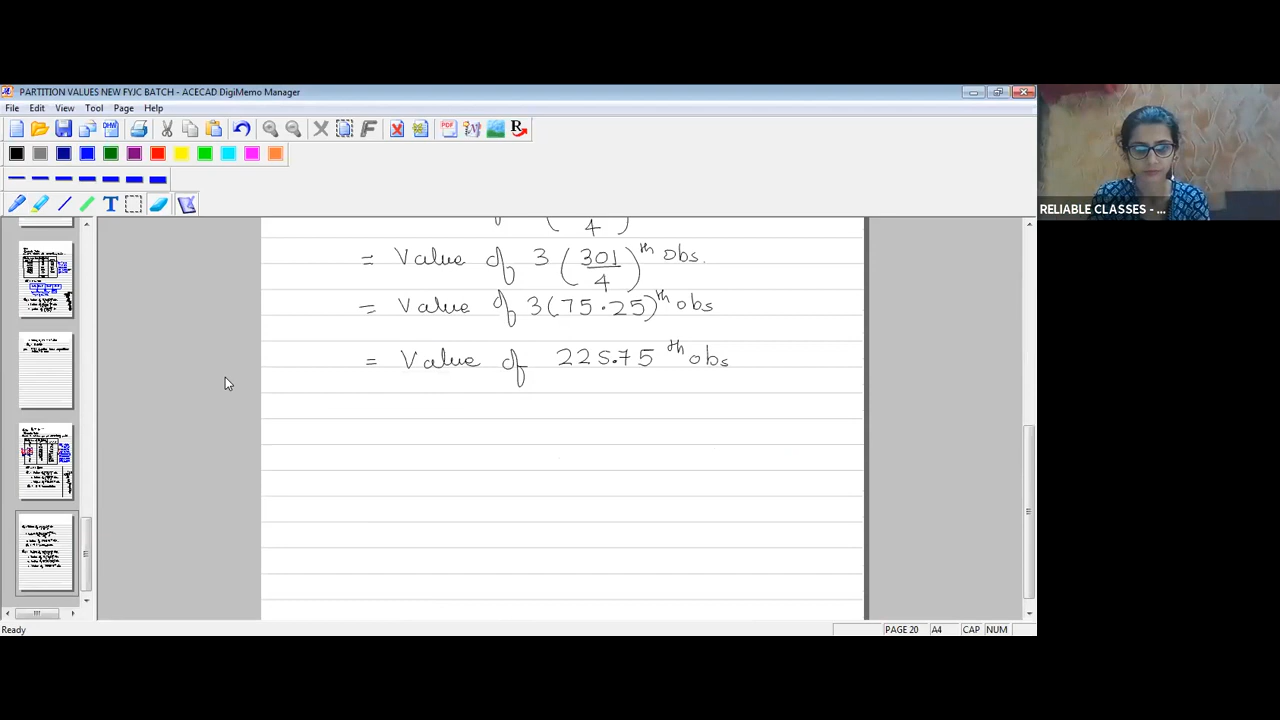 PARTITION VALUES NEW FYJC BATCH - ACECAD DigiMemo Manager
File Edit View Tool Page Help
RELIABLE CLASSES - ...
4
= Value of 3 (301/4)th obs.
= Value of 3(75.25)th obs
= Value of 225.75 th obs
Ready
PAGE 20 A4 CAP NUM